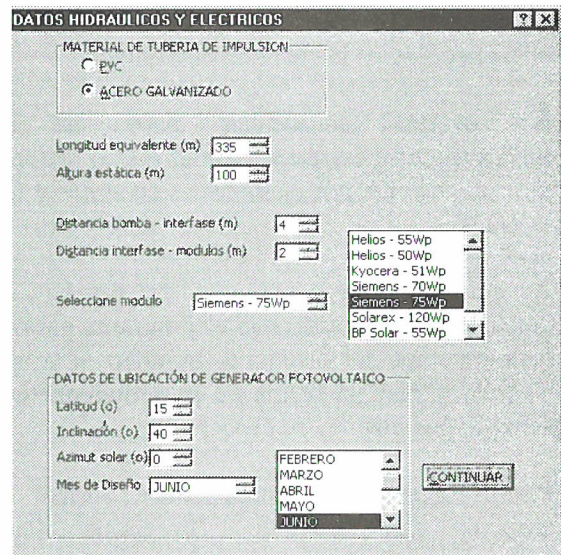 DATOS HIDRAULICOS Y ELECTRICOS
MATERIAL DE TUBERIA DE IMPULSION
PVC
ACERO GALVANIZADO
Longitud equivalente (m) 335
Altura estática (m) 100
Distancia bomba - interfase (m) 4
Distancia interfase - modulos (m) 2
Helios - 55Wp
Helios - 50Wp
Kyocera - 51Wp
Siemens - 70Wp
Siemens - 75Wp
Solarex - 120Wp
BP Solar - 55Wp
Seleccione modulo Siemens - 75Wp
DATOS DE UBICACIÓN DE GENERADOR FOTOVOLTAICO
Latitud (o) 15
Inclinación (o) 40
Azimut solar (o) 0
Mes de Diseño JUNIO
FEBRERO
MARZO
ABRIL
MAYO
JUNIO
CONTINUAR